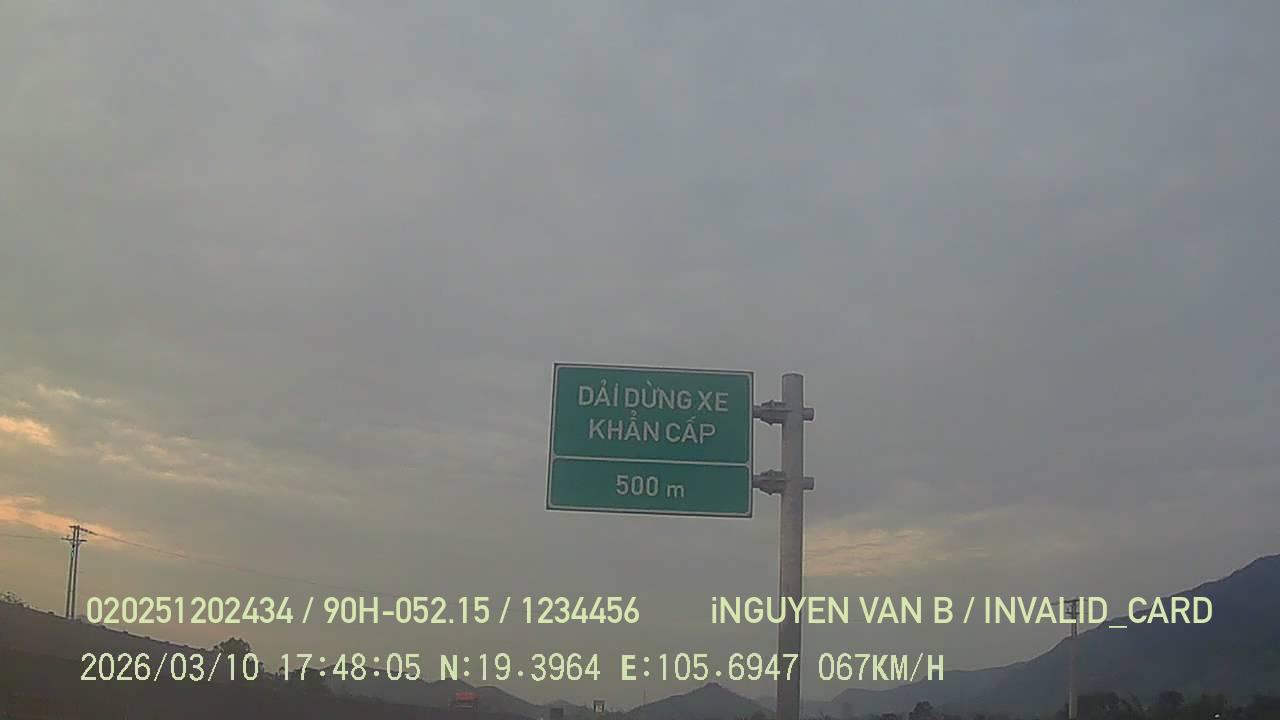 DẢI DỪNG XE
KHẨN CẤP
500 m
020251202434 / 90H-052.15 / 1234456 iNGUYEN VAN B / INVALID_CARD
2026/03/10 17:48:05 N:19.3964 E:105.6947 067KM/H